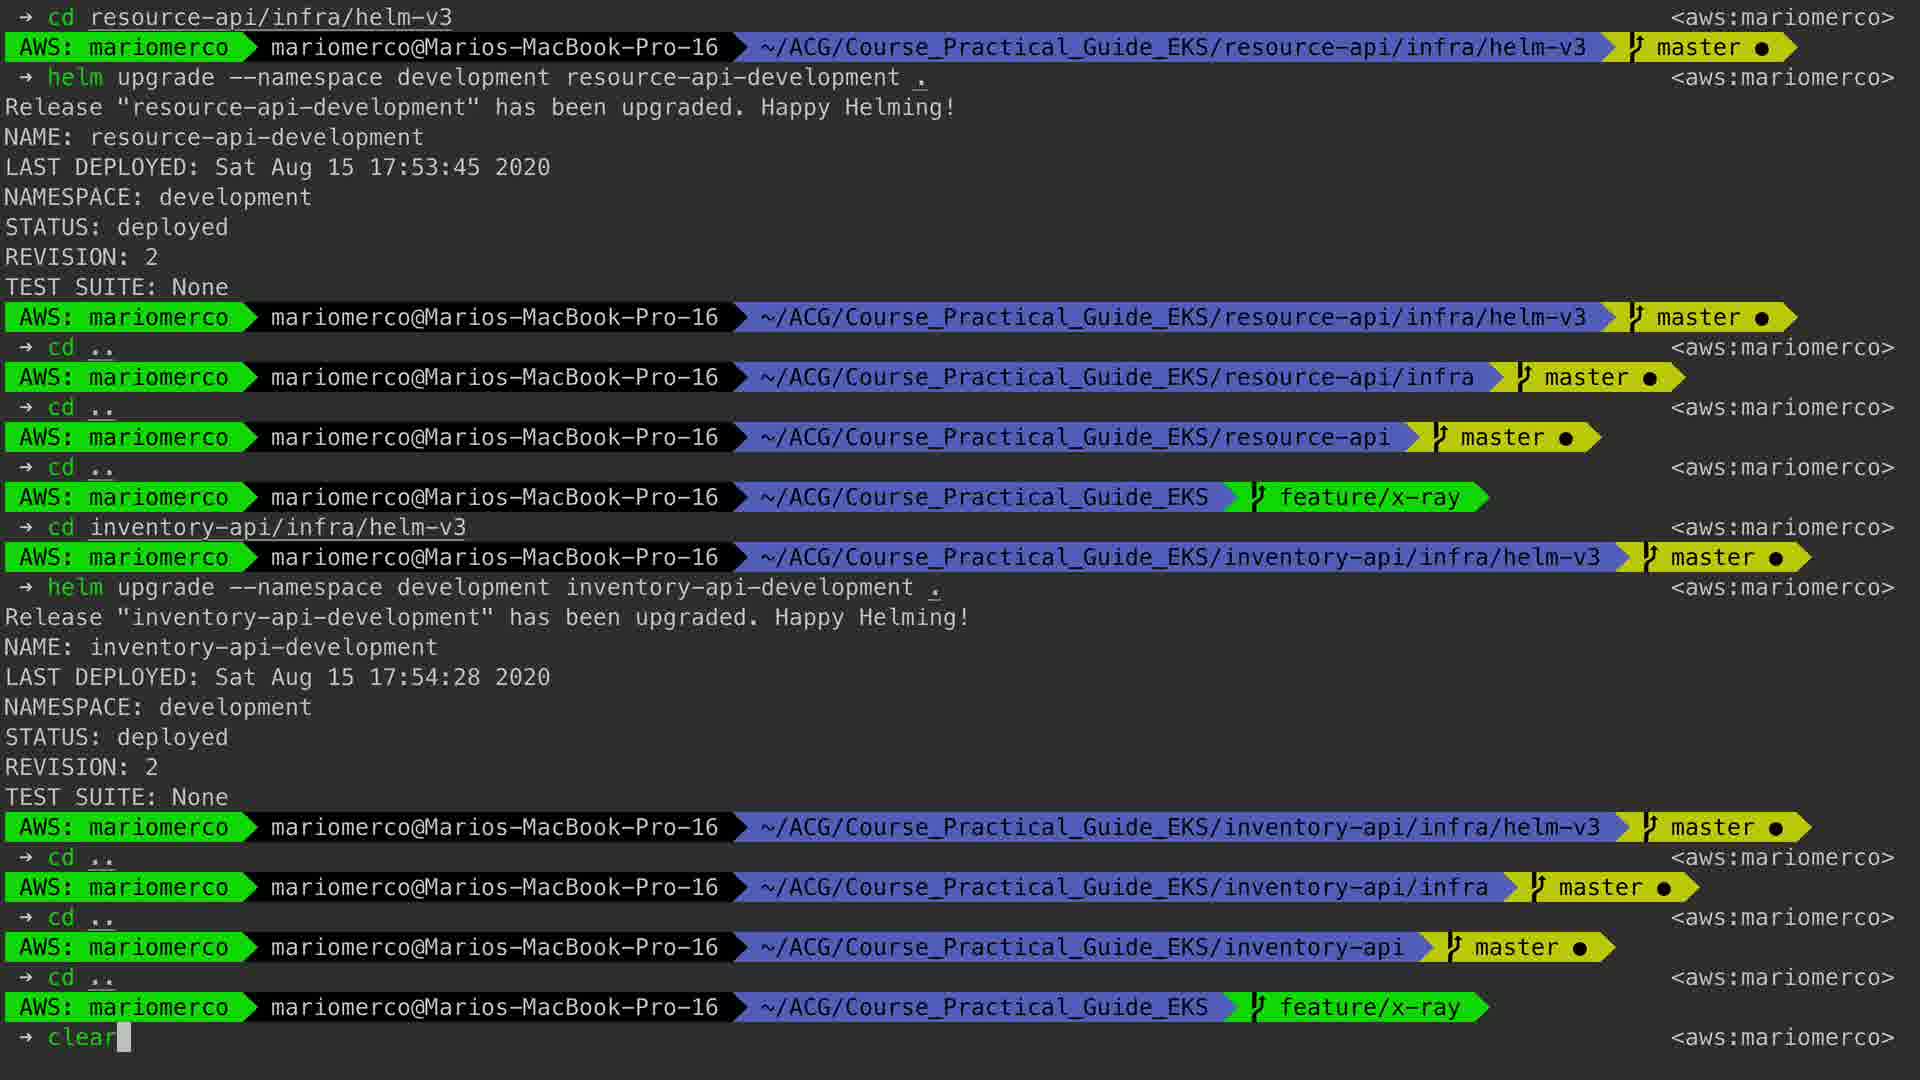 → cd resource-api/infra/helm-v3 <aws:mariomerco>
AWS: mariomerco mariomerco@Marios-MacBook-Pro-16 ~/ACG/Course_Practical_Guide_EKS/resource-api/infra/helm-v3 master ●
→ helm upgrade --namespace development resource-api-development . <aws:mariomerco>
Release "resource-api-development" has been upgraded. Happy Helming!
NAME: resource-api-development
LAST DEPLOYED: Sat Aug 15 17:53:45 2020
NAMESPACE: development
STATUS: deployed
REVISION: 2
TEST SUITE: None
AWS: mariomerco mariomerco@Marios-MacBook-Pro-16 ~/ACG/Course_Practical_Guide_EKS/resource-api/infra/helm-v3 master ●
→ cd .. <aws:mariomerco>
AWS: mariomerco mariomerco@Marios-MacBook-Pro-16 ~/ACG/Course_Practical_Guide_EKS/resource-api/infra master ●
→ cd .. <aws:mariomerco>
AWS: mariomerco mariomerco@Marios-MacBook-Pro-16 ~/ACG/Course_Practical_Guide_EKS/resource-api master ●
→ cd .. <aws:mariomerco>
AWS: mariomerco mariomerco@Marios-MacBook-Pro-16 ~/ACG/Course_Practical_Guide_EKS feature/x-ray
→ cd inventory-api/infra/helm-v3 <aws:mariomerco>
AWS: mariomerco mariomerco@Marios-MacBook-Pro-16 ~/ACG/Course_Practical_Guide_EKS/inventory-api/infra/helm-v3 master ●
→ helm upgrade --namespace development inventory-api-development . <aws:mariomerco>
Release "inventory-api-development" has been upgraded. Happy Helming!
NAME: inventory-api-development
LAST DEPLOYED: Sat Aug 15 17:54:28 2020
NAMESPACE: development
STATUS: deployed
REVISION: 2
TEST SUITE: None
AWS: mariomerco mariomerco@Marios-MacBook-Pro-16 ~/ACG/Course_Practical_Guide_EKS/inventory-api/infra/helm-v3 master ●
→ cd .. <aws:mariomerco>
AWS: mariomerco mariomerco@Marios-MacBook-Pro-16 ~/ACG/Course_Practical_Guide_EKS/inventory-api/infra master ●
→ cd .. <aws:mariomerco>
AWS: mariomerco mariomerco@Marios-MacBook-Pro-16 ~/ACG/Course_Practical_Guide_EKS/inventory-api master ●
→ cd .. <aws:mariomerco>
AWS: mariomerco mariomerco@Marios-MacBook-Pro-16 ~/ACG/Course_Practical_Guide_EKS feature/x-ray
→ clear <aws:mariomerco>